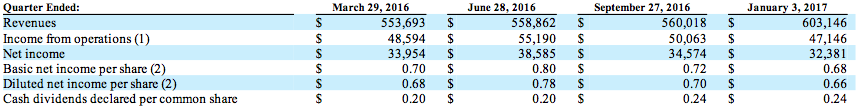 Quarter Ended: March 29, 2016 June 28, 2016 September 27, 2016 January 3, 2017
Revenues $ 553,693 $ 558,862 $ 560,018 $ 603,146
Income from operations (1) $ 48,594 $ 55,190 $ 50,063 $ 47,146
Net income $ 33,954 $ 38,585 $ 34,574 $ 32,381
Basic net income per share (2) $ 0.70 $ 0.80 $ 0.72 $ 0.68
Diluted net income per share (2) $ 0.68 $ 0.78 $ 0.70 $ 0.66
Cash dividends declared per common share $ 0.20 $ 0.20 $ 0.24 $ 0.24